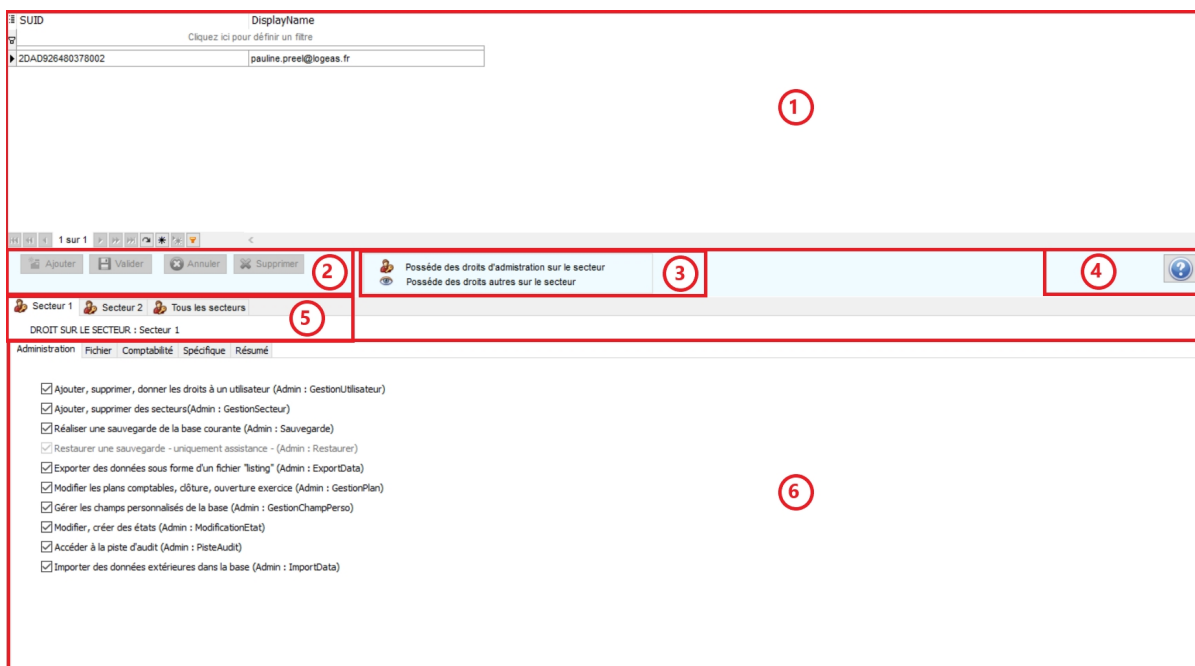 SUID DisplayName
Cliquez ici pour définir un filtre
2DAD926480378002 pauline.preel@logeas.fr
1
1 sur 1
Ajouter Valider Annuler Supprimer
2
Posséde des droits d'admistration sur le secteur
Posséde des droits autres sur le secteur
3
4
?
Secteur 1 Secteur 2 Tous les secteurs
5
DROIT SUR LE SECTEUR : Secteur 1
Administration Fichier Comptabilité Spécifique Résumé
Ajouter, supprimer, donner les droits à un utilisateur (Admin : GestionUtilisateur)
Ajouter, supprimer des secteurs(Admin : GestionSecteur)
Réaliser une sauvegarde de la base courante (Admin : Sauvegarde)
Restaurer une sauvegarde - uniquement assistance - (Admin : Restaurer)
Exporter des données sous forme d'un fichier "listing" (Admin : ExportData)
Modifier les plans comptables, clôture, ouverture exercice (Admin : GestionPlan)
Gérer les champs personnalisés de la base (Admin : GestionChampPerso)
Modifier, créer des états (Admin : ModificationEtat)
Accéder à la piste d'audit (Admin : PisteAudit)
Importer des données extérieures dans la base (Admin : ImportData)
6